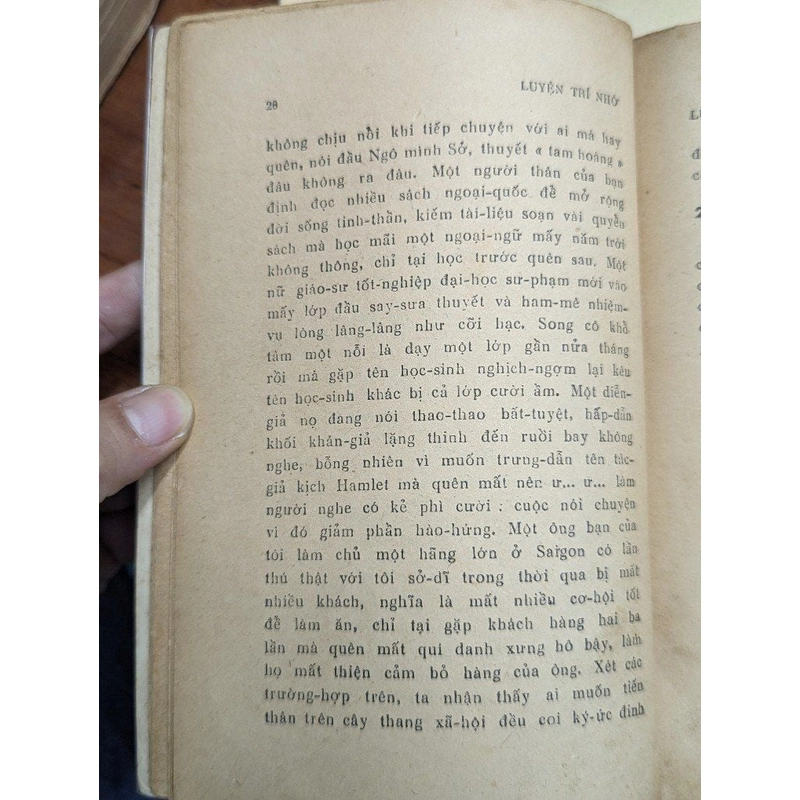 28
LUYỆN TRÍ NHỚ
không chịu nổi khi tiếp chuyện với ai mà hay
quên, nói đầu Ngô minh Sở, thuyết « tam hoàng »
đâu không ra đâu. Một người thân của bạn
định đọc nhiều sách ngoại-quốc để mở rộng
đời sống tinh-thần, kiếm tài-liệu soạn vài quyển
sách mà học mãi một ngoại-ngữ mấy năm trời
không thông, chỉ tại học trước quên sau. Một
nữ giáo-sư tốt-nghiệp đại-học sư-phạm mới vào
mấy lớp đầu say-sưa thuyết và ham-mê nhiệm-
vụ lòng lâng-lâng như cỡi hạc. Song có khổ
tâm một nỗi là dạy một lớp gần nửa tháng
rồi mà gặp tên học-sinh nghịch-ngợm lại kêu
tên học-sinh khác bị cả lớp cười ầm. Một diễn-
giả nọ đang nói thao-thao bất-tuyệt, hấp-dẫn
khối khán-giả lặng thinh đến ruồi bay không
nghe, bỗng nhiên vì muốn trưng-dẫn tên tác-
giả kịch Hamlet mà quên mất nên ư... ư... làm
người nghe có kẻ phì cười : cuộc nói chuyện
vì đó giảm phần hào-hứng. Một ông bạn của
tôi làm chủ một hãng lớn ở Saigon có lần
thú thật với tôi sở-dĩ trong thời qua bị mất
nhiều khách, nghĩa là mất nhiều cơ-hội tốt
để làm ăn, chỉ tại gặp khách hàng hai ba
lần mà quên mất quí danh xưng hô bậy, làm
họ mất thiện cảm bỏ hàng của ông. Xét các
trường-hợp trên, ta nhận thấy ai muốn tiến
thân trên cây thang xã-hội đều coi ký-ức đinh